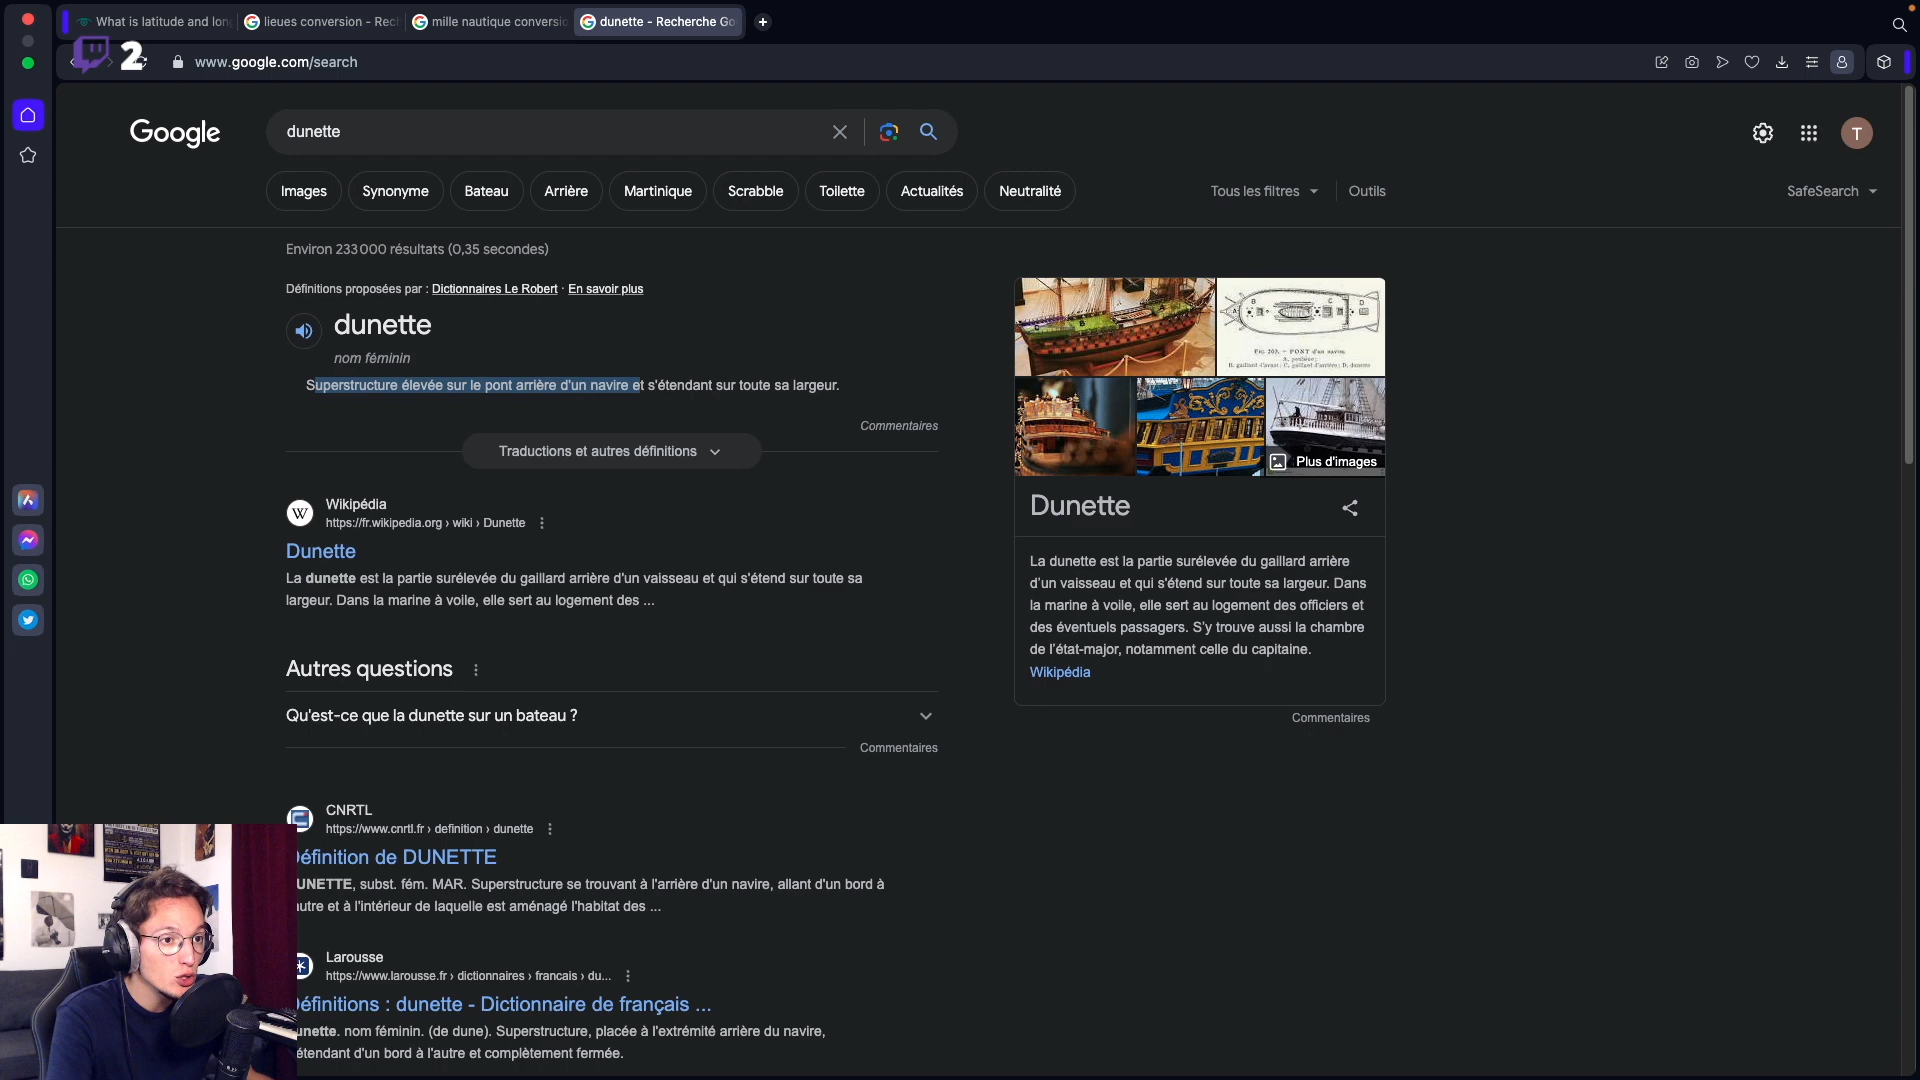 What is latitude and lon
lieues conversion - Rec
mille nautique conversio
dunette - Recherche Go
2
www.google.com/search
Google
dunette
T
Images
Synonyme
Bateau
Arrière
Martinique
Scrabble
Toilette
Actualités
Neutralité
Tous les filtres
Outils
SafeSearch
Environ 233 000 résultats (0,35 secondes)
Définitions proposées par : Dictionnaires Le Robert · En savoir plus
dunette
nom féminin
Superstructure élevée sur le pont arrière d'un navire et s'étendant sur toute sa largeur.
Commentaires
Traductions et autres définitions
W
Wikipédia
https://fr.wikipedia.org › wiki › Dunette
Dunette
La dunette est la partie surélevée du gaillard arrière d'un vaisseau et qui s'étend sur toute sa
largeur. Dans la marine à voile, elle sert au logement des ...
Autres questions
Qu'est-ce que la dunette sur un bateau ?
Commentaires
CNRTL
https://www.cnrtl.fr › definition › dunette
éfinition de DUNETTE
UNETTE, subst. fém. MAR. Superstructure se trouvant à l'arrière d'un navire, allant d'un bord à
autre et à l'intérieur de laquelle est aménagé l'habitat des ...
Larousse
https://www.larousse.fr › dictionnaires › francais › du...
éfinitions : dunette - Dictionnaire de français ...
unette. nom féminin. (de dune). Superstructure, placée à l'extrémité arrière du navire,
étendant d'un bord à l'autre et complètement fermée.
Fig. 203. — PONT d'un navire.
B, gaillard d'avant; C, gaillard d'arrière; D, dunette
Plus d'images
Dunette
La dunette est la partie surélevée du gaillard arrière
d'un vaisseau et qui s'étend sur toute sa largeur. Dans
la marine à voile, elle sert au logement des officiers et
des éventuels passagers. S'y trouve aussi la chambre
de l'état-major, notamment celle du capitaine.
Wikipédia
Commentaires